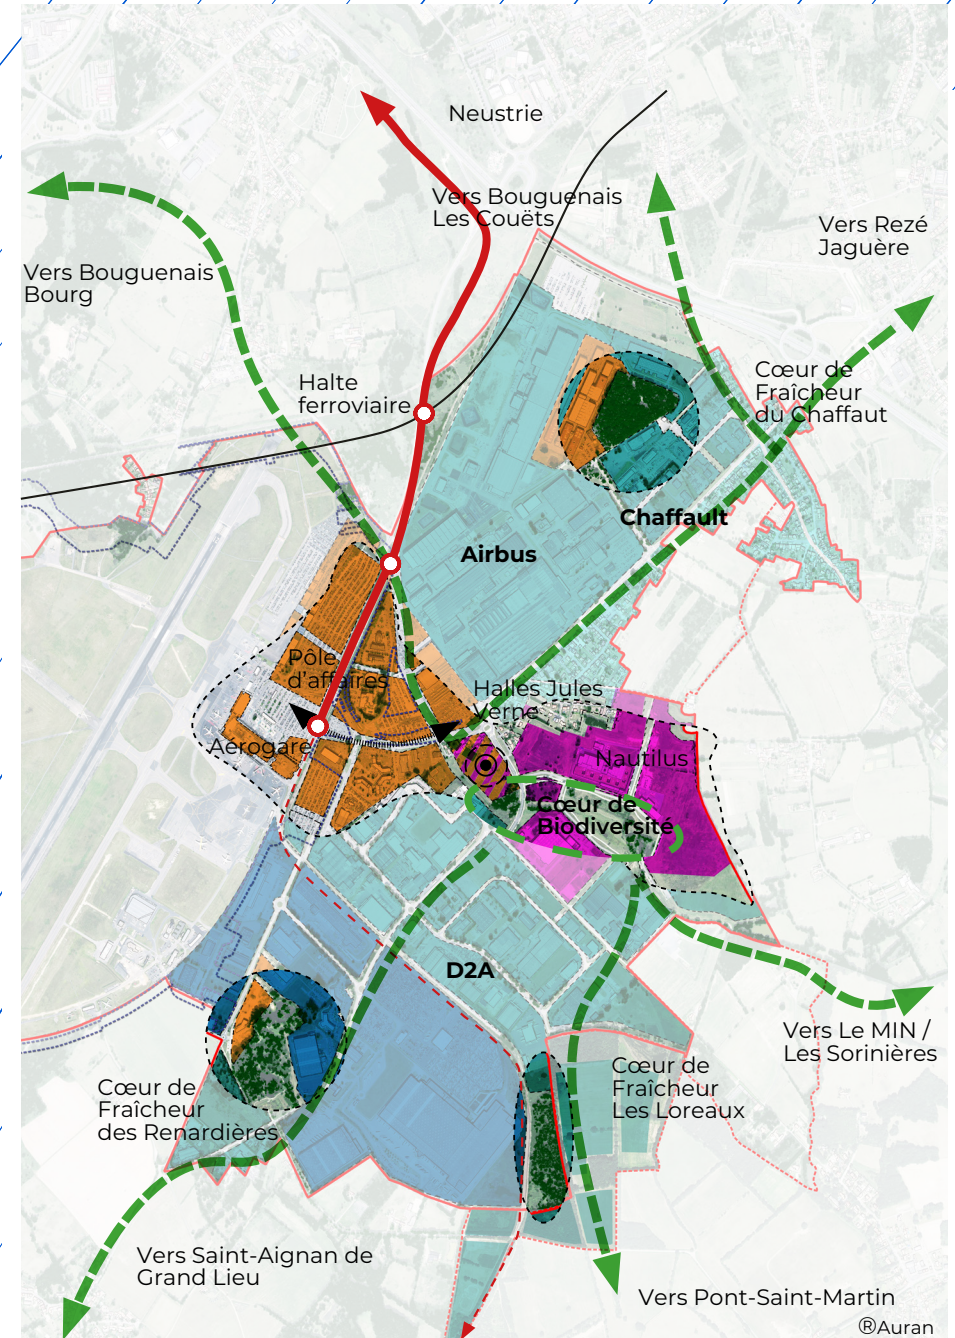 Neustrie
Vers Bouguenais
Les Couëts
Vers Rezé
Jaguère
Vers Bouguenais
Bourg
Halte
ferroviaire
Cœur de
Fraîcheur
du Chaffaut
Chaffault
Airbus
Pôle
d'affaires
Halles Jules
Verne
Aérogare
Nautilus
Cœur de
Biodiversité
D2A
Vers Le MIN /
Les Sorinières
Cœur de
Fraîcheur
Les Loreaux
Cœur de
Fraîcheur
des Renardières
Vers Saint-Aignan de
Grand Lieu
Vers Pont-Saint-Martin
®Auran